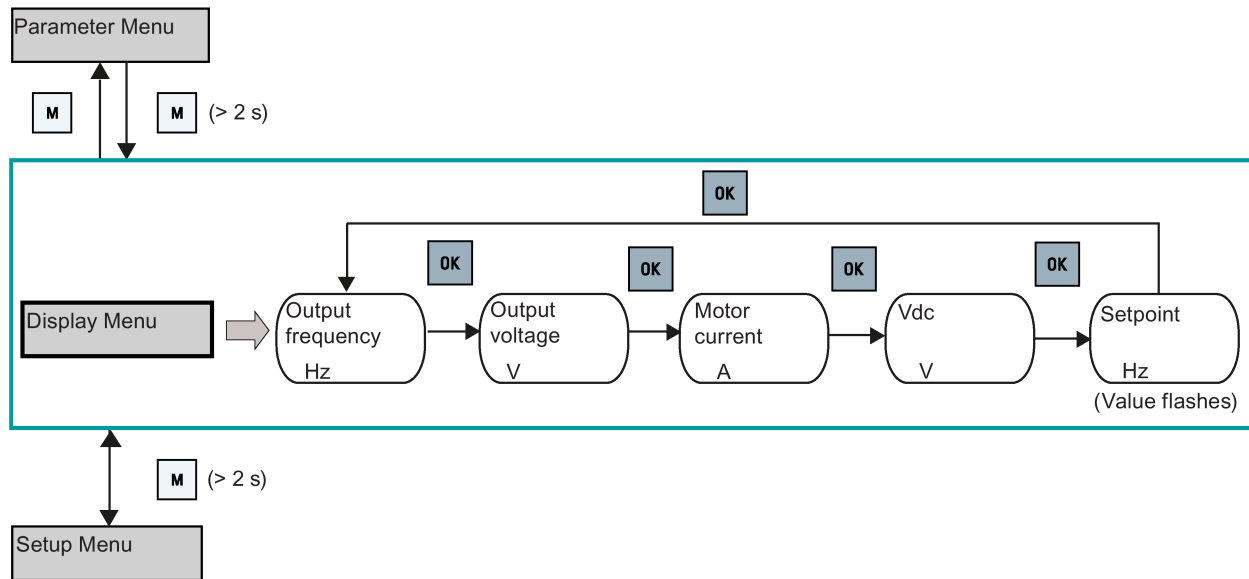 Parameter Menu
M
M (> 2 s)
OK
OK
OK
OK
OK
Display Menu
Output
frequency
Hz
Output
voltage
V
Motor
current
A
Vdc
V
Setpoint
Hz
(Value flashes)
M (> 2 s)
Setup Menu